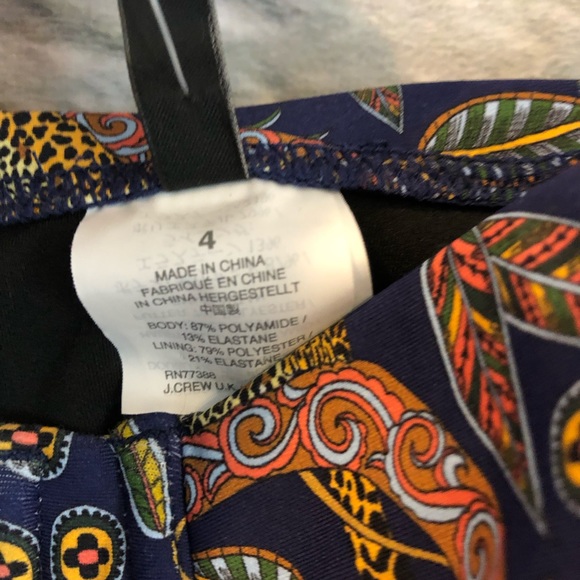 4
MADE IN CHINA
FABRIQUÉ EN CHINE
IN CHINA HERGESTELLT
中国製
BODY: 87% POLYAMIDE/
13% ELASTANE
LINING: 79% POLYESTER/
21% ELASTANE
RN77388
J.CREW U.K.